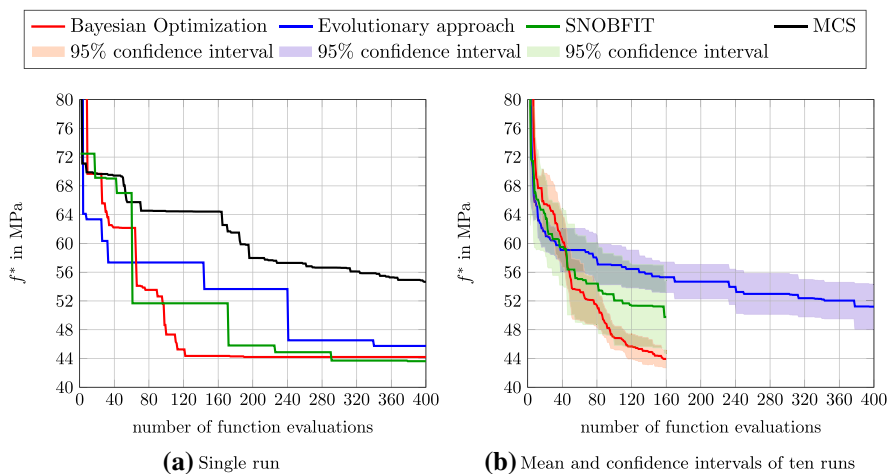 Bayesian Optimization Evolutionary approach SNOBFIT MCS
95% confidence interval 95% confidence interval 95% confidence interval
80 80
76 76
72 72
68 68
64 64
60 60
56 56
52 52
48 48
44 44
40 40
f* in MPa f* in MPa
0 40 80 120 160 200 240 280 320 360 400 0 40 80 120 160 200 240 280 320 360 400
number of function evaluations number of function evaluations
(a) Single run (b) Mean and confidence intervals of ten runs